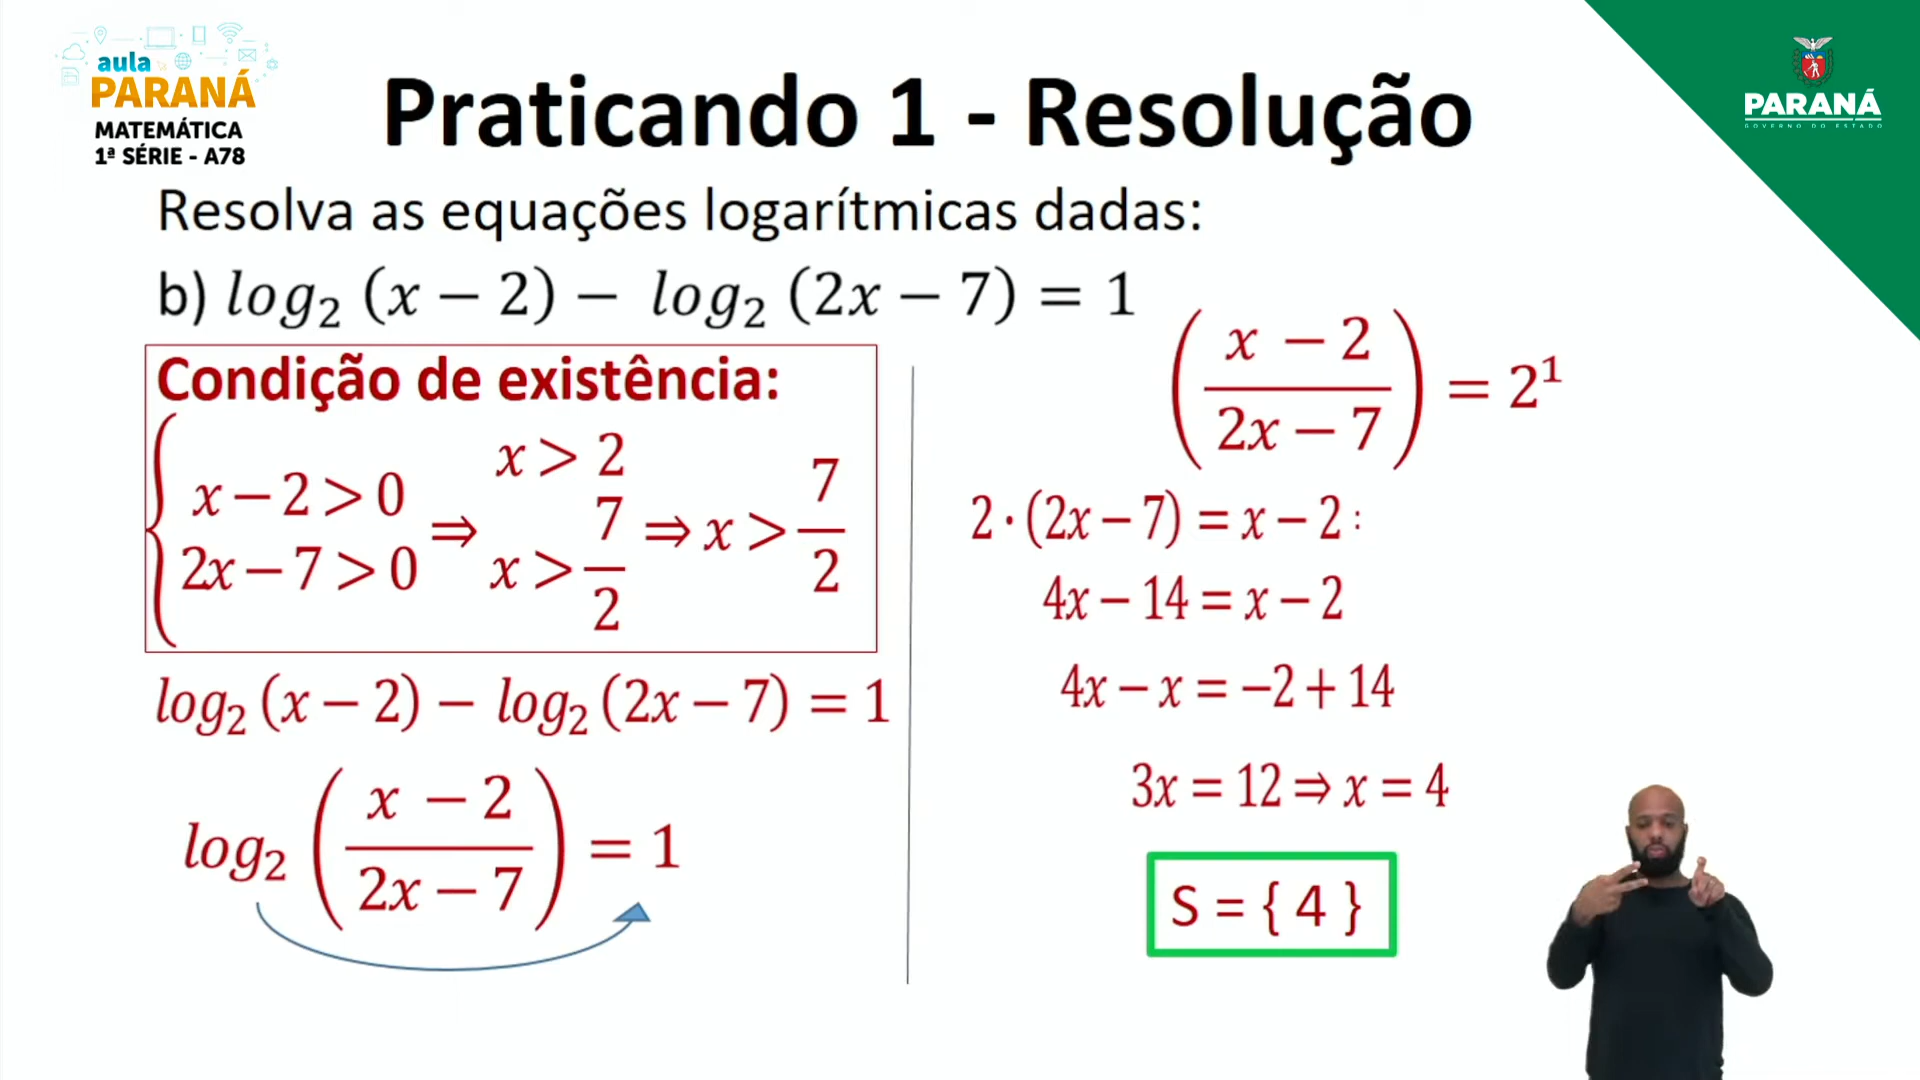 aula
PARANÁ
MATEMÁTICA
1ª SÉRIE - A78
Praticando 1 - Resolução
PARANÁ
GOVERNO DO ESTADO
Resolva as equações logarítmicas dadas:
b) log₂ (x − 2) − log₂ (2x − 7) = 1
Condição de existência:
{ x − 2 > 0 ⇒ x > 2 ⇒ x > 7/2
2x − 7 > 0 x > 7/2
log₂ (x − 2) − log₂ (2x − 7) = 1
log₂ ((x − 2)/(2x − 7)) = 1
((x − 2)/(2x − 7)) = 2¹
2·(2x − 7) = x − 2 :
4x − 14 = x − 2
4x − x = −2 + 14
3x = 12 ⇒ x = 4
S = { 4 }